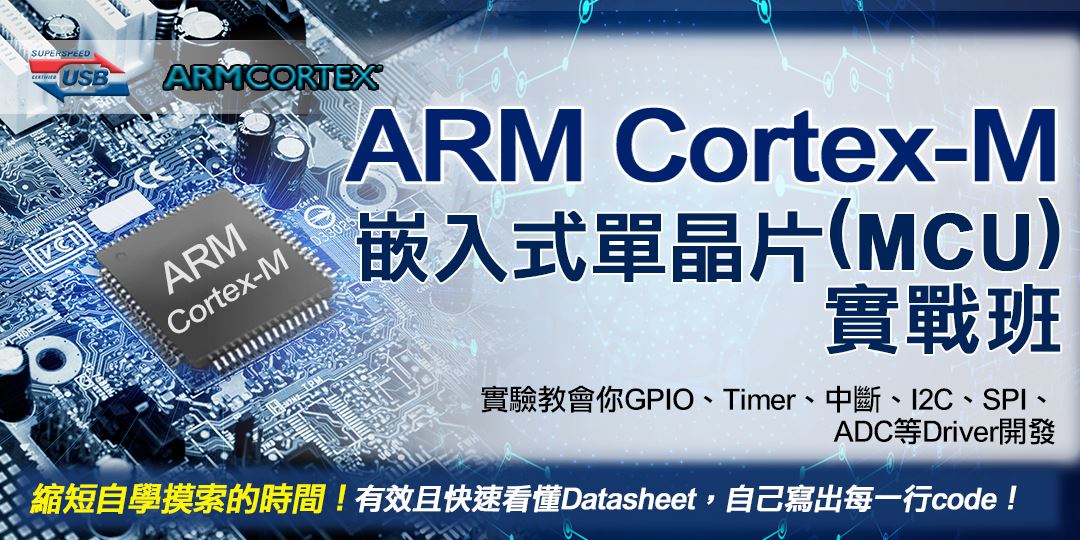 SUPERSPEED
CERTIFIED USB
ARMCORTEX
ARM Cortex-M
嵌入式單晶片(MCU)
實戰班
ARM
Cortex-M
實驗教會你GPIO、Timer、中斷、I2C、SPI、
ADC等Driver開發
縮短自學摸索的時間！有效且快速看懂Datasheet，自己寫出每一行code！